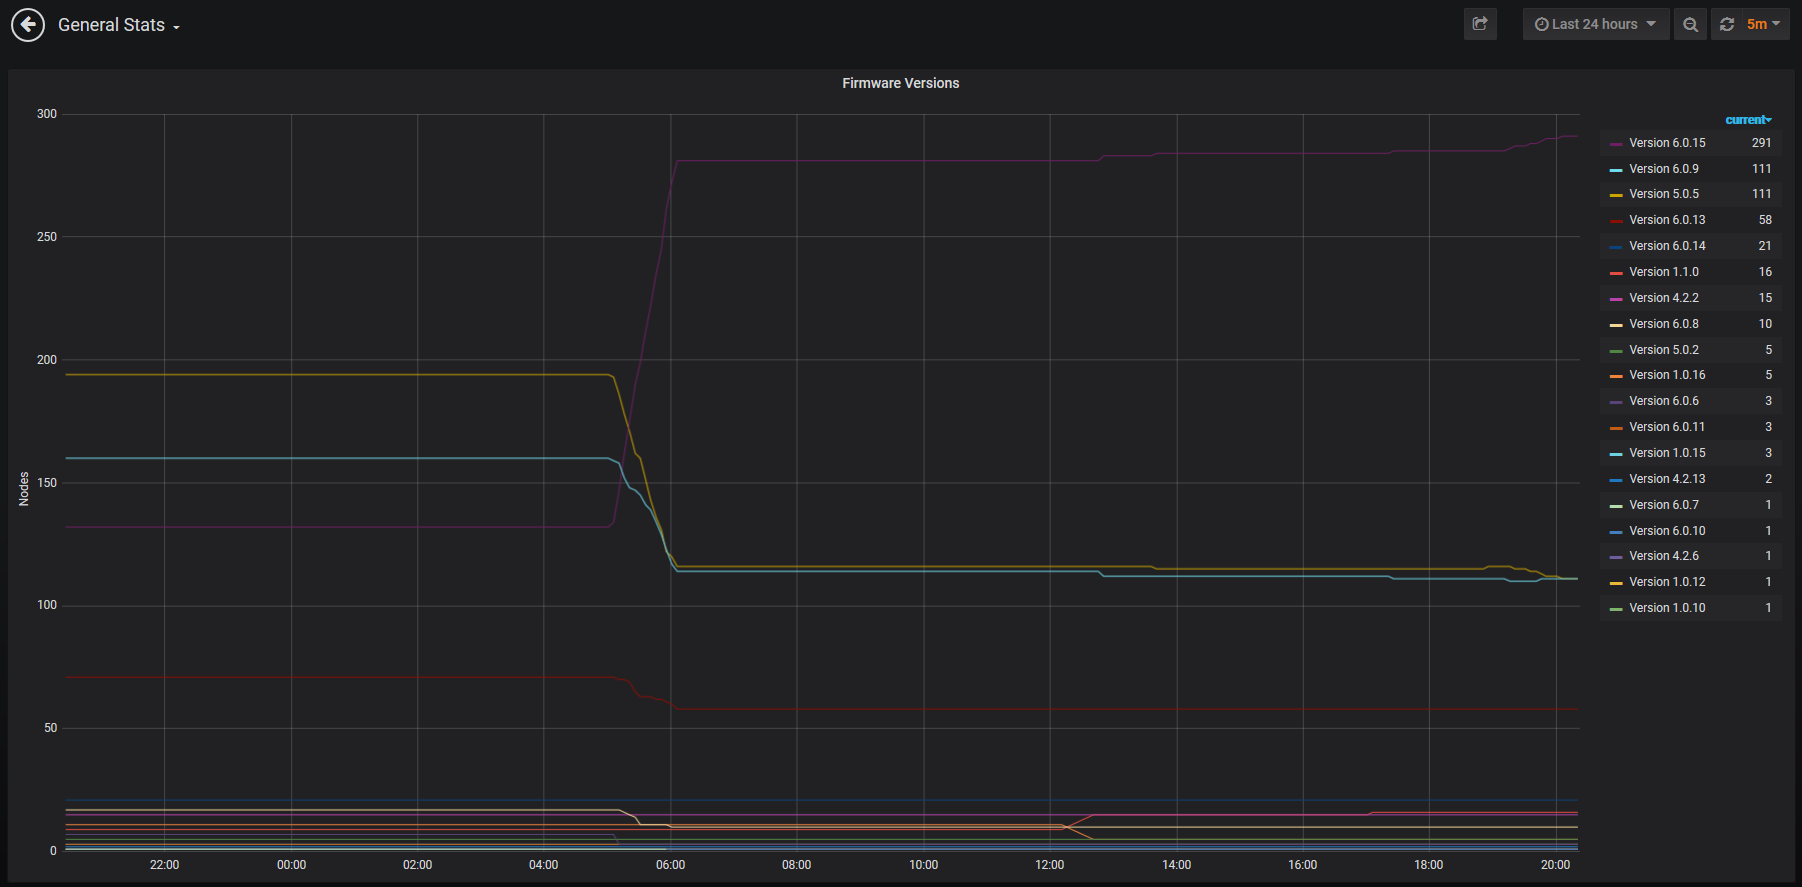 General Stats
Last 24 hours
5m
Firmware Versions
300
250
200
150
100
50
0
Nodes
22:00 00:00 02:00 04:00 06:00 08:00 10:00 12:00 14:00 16:00 18:00 20:00
current
Version 6.0.15 291
Version 6.0.9 111
Version 5.0.5 111
Version 6.0.13 58
Version 6.0.14 21
Version 1.1.0 16
Version 4.2.2 15
Version 6.0.8 10
Version 5.0.2 5
Version 1.0.16 5
Version 6.0.6 3
Version 6.0.11 3
Version 1.0.15 3
Version 4.2.13 2
Version 6.0.7 1
Version 6.0.10 1
Version 4.2.6 1
Version 1.0.12 1
Version 1.0.10 1